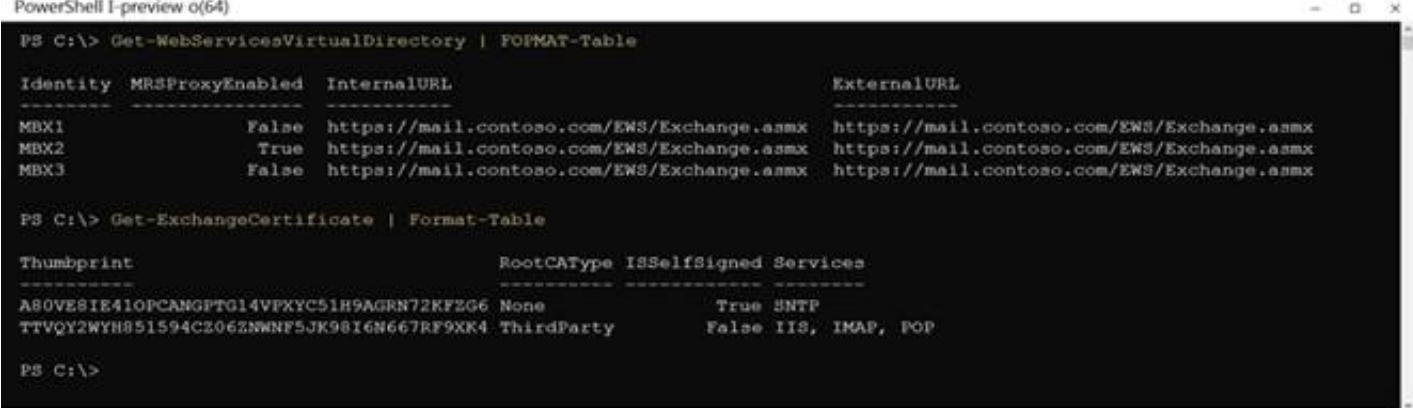 PowerShell I-preview o(64)
PS C:\> Get-WebServicesVirtualDirectory | FOPMAT-Table
Identity MRSProxyEnabled InternalURL ExternalURL
-------- --------------- ----------- -----------
MBX1 False https://mail.contoso.com/EWS/Exchange.asmx https://mail.contoso.com/EWS/Exchange.asmx
MBX2 True https://mail.contoso.com/EWS/Exchange.asmx https://mail.contoso.com/EWS/Exchange.asmx
MBX3 False https://mail.contoso.com/EWS/Exchange.asmx https://mail.contoso.com/EWS/Exchange.asmx
PS C:\> Get-ExchangeCertificate | Format-Table
Thumbprint RootCAType ISSelfSigned Services
---------- ---------- ------------ --------
A80VE8IE41OPCANGPTG14VPXYC51H9AGRN72KFZG6 None True SNTP
TTVQY2WYH851594CZ06ZNWNF5JK98I6N667RF9XK4 ThirdParty False IIS, IMAP, POP
PS C:\>